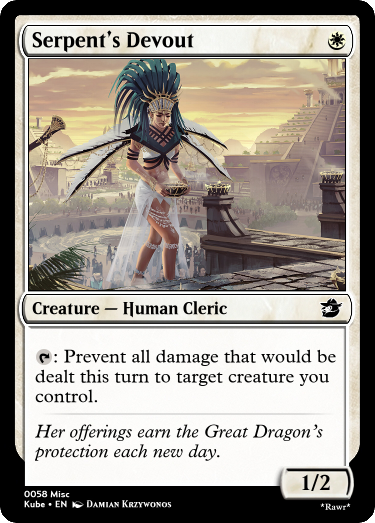 Serpent's Devout
Creature — Human Cleric
: Prevent all damage that would be
dealt this turn to target creature you
control.
Her offerings earn the Great Dragon's
protection each new day.
1/2
0058 Misc
Kube • EN Damian Krzywonos
*Rawr*